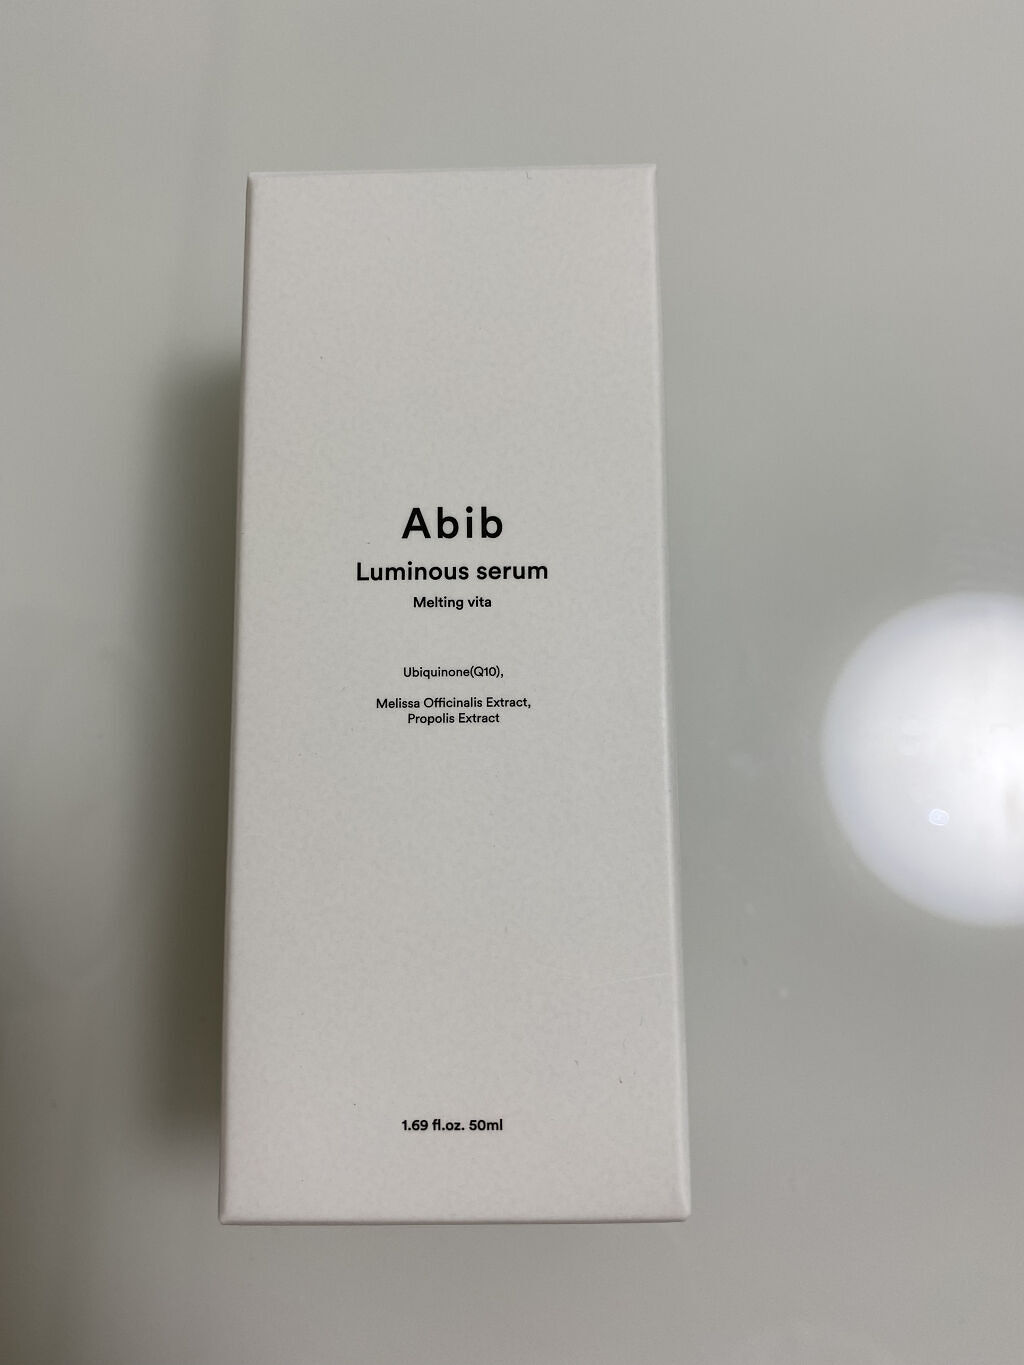 Abib
Luminous serum
Melting vita
Ubiquinone(Q10),
Melissa Officinalis Extract,
Propolis Extract
1.69 fl.oz. 50ml